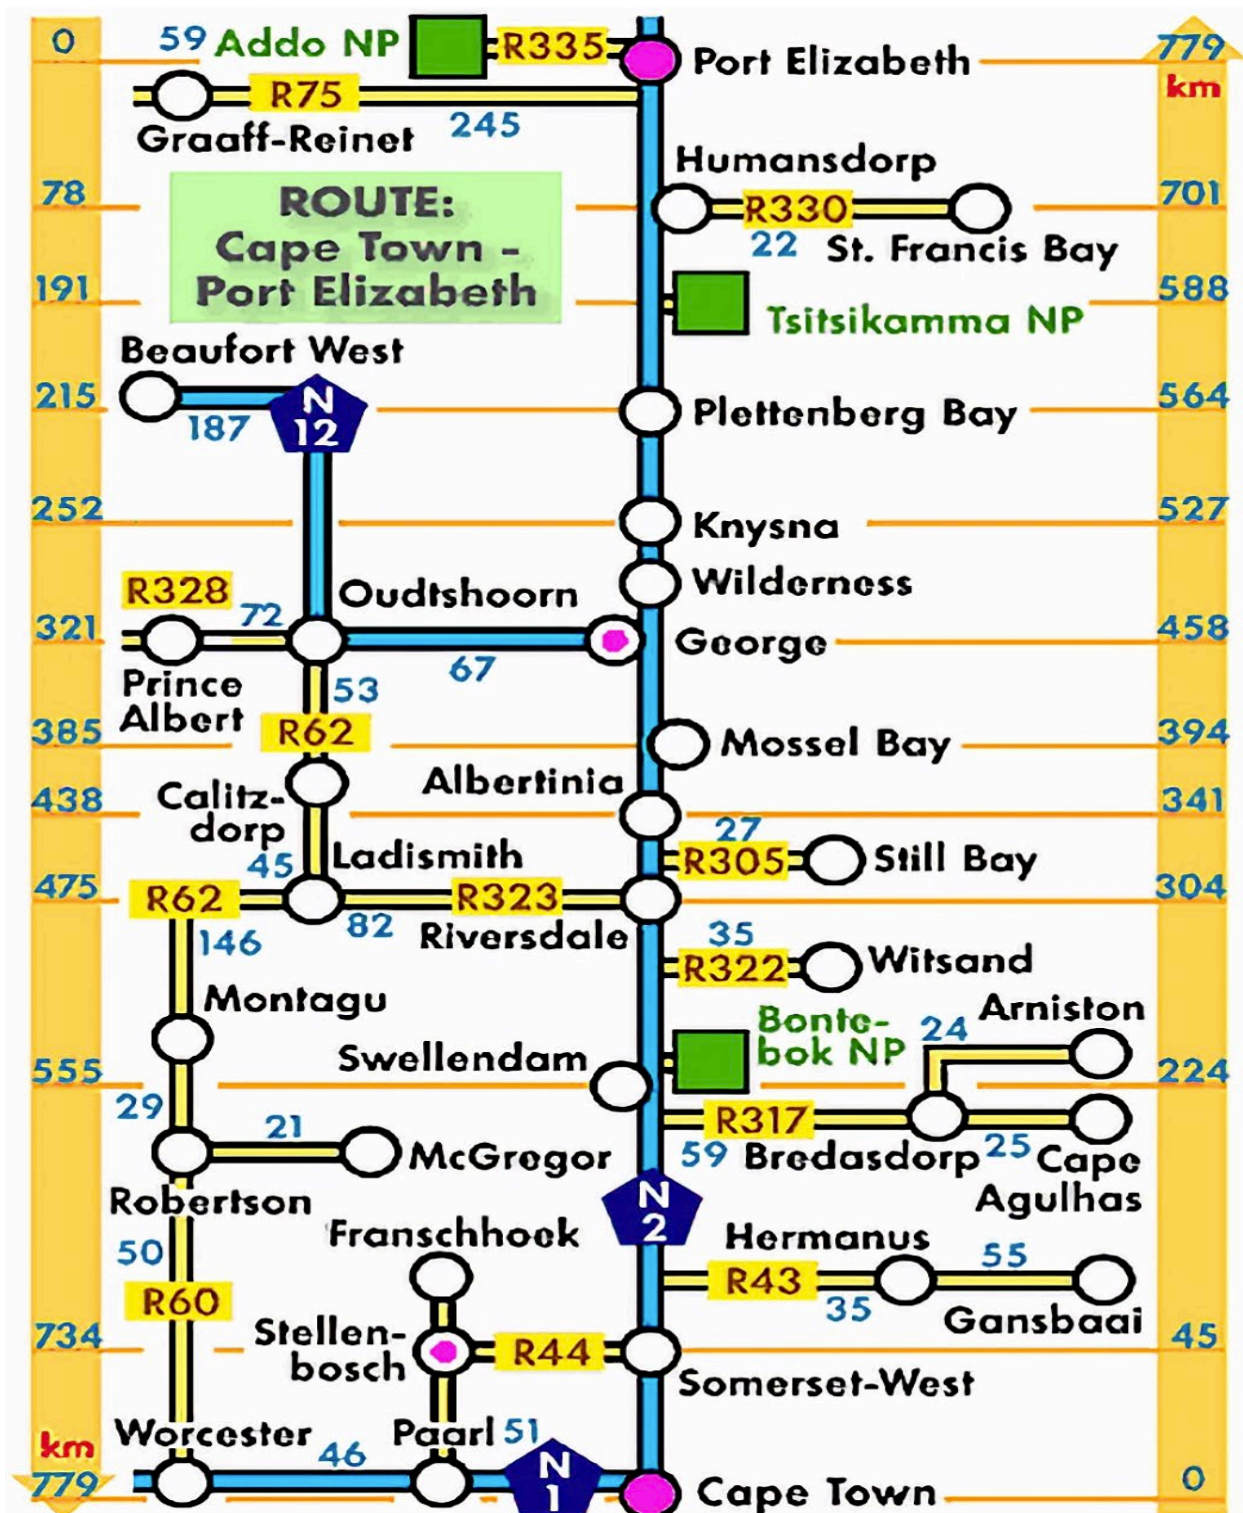 0
59
Addo NP
R335
Port Elizabeth
779
km
R75
245
Graaff-Reinet
Humansdorp
78
R330
701
22
St. Francis Bay
ROUTE:
Cape Town -
Port Elizabeth
191
588
Tsitsikamma NP
Beaufort West
215
N
12
187
Plettenberg Bay
564
252
Knysna
527
R328
Oudtshoorn
Wilderness
72
321
67
George
458
Prince
Albert
53
R62
385
Mossel Bay
394
Albertinia
Calitz-
dorp
438
341
27
R305
Still Bay
45
Ladismith
475
R62
R323
304
146
82
Riversdale
35
R322
Witsand
Montagu
Arniston
24
Bonte-
bok NP
Swellendam
555
224
29
R317
21
McGregor
59
Bredasdorp
25
Cape
Agulhas
Robertson
N
2
Franschhoek
Hermanus
50
55
R43
35
R60
Gansbaai
Stellen-
bosch
734
R44
45
Somerset-West
Worcester
Paarl
51
46
km
779
N
1
Cape Town
0